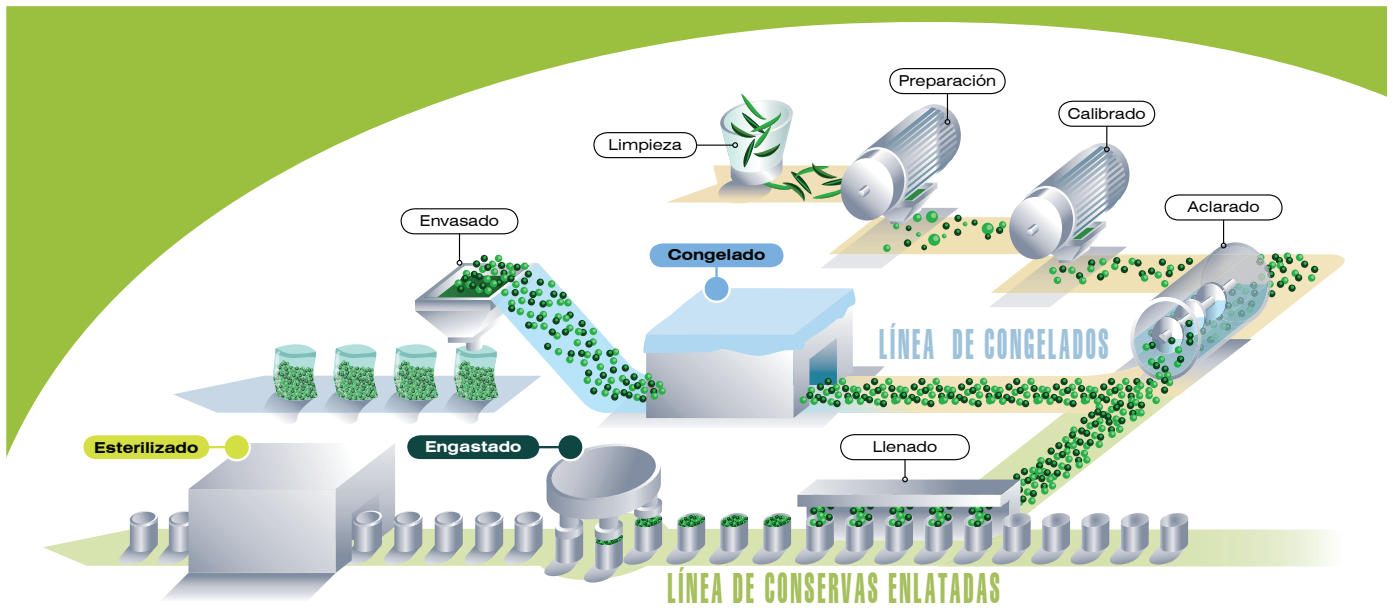 Preparación
Calibrado
Limpieza
Aclarado
Envasado
Congelado
LÍNEA DE CONGELADOS
Esterilizado
Engastado
Llenado
LÍNEA DE CONSERVAS ENLATADAS